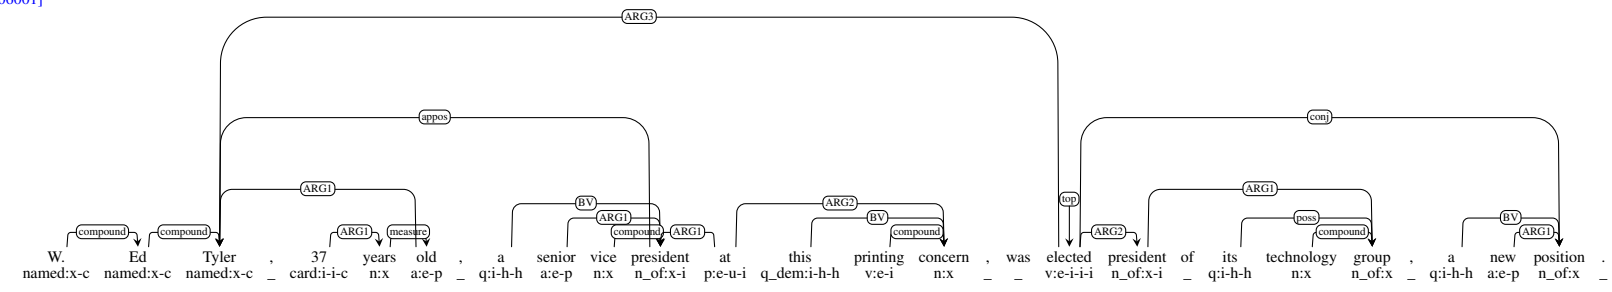 ARG3
appos
conj
ARG1
ARG1
top
BV
ARG2
ARG1
BV
poss
BV
compound
compound
ARG1
measure
compound
ARG1
compound
ARG2
compound
ARG1
W. Ed Tyler , 37 years old , a senior vice president at this printing concern , was elected president of its technology group , a new position .
named:x-c named:x-c named:x-c _ card:i-i-c n:x a:e-p _ q:i-h-h a:e-p n:x n_of:x-i p:e-u-i q_dem:i-h-h v:e-i n:x _ _ v:e-i-i-i n_of:x-i _ q:i-h-h n:x n_of:x _ q:i-h-h a:e-p n_of:x _